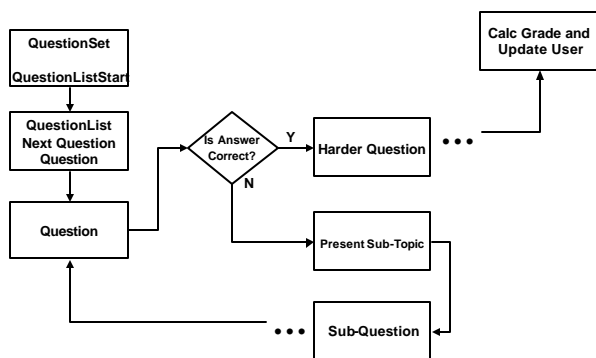 QuestionSet
QuestionListStart
QuestionList
Next Question
Question
Question
Is Answer
Correct?
Y
N
Harder Question
• • •
Calc Grade and
Update User
Present Sub-Topic
Sub-Question
• • •